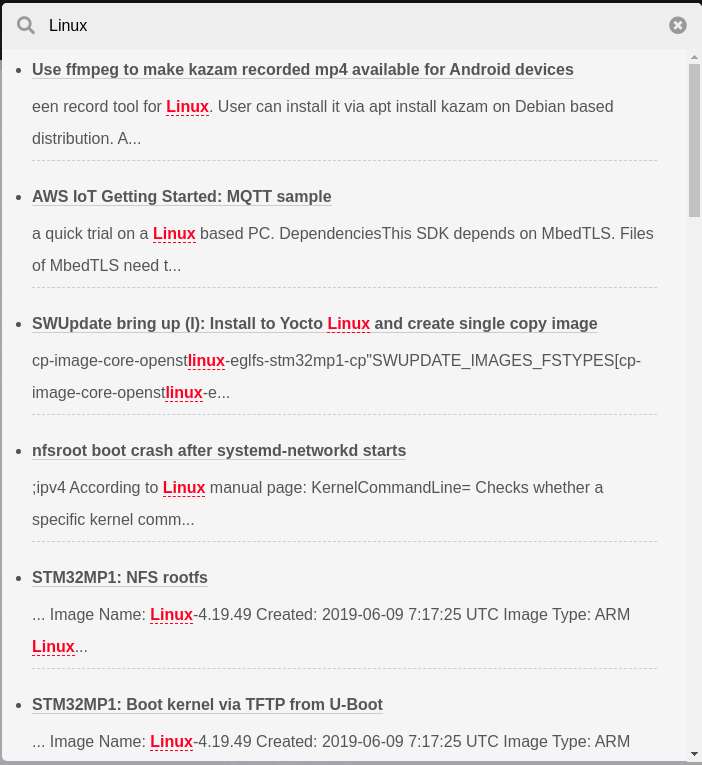 Linux
Use ffmpeg to make kazam recorded mp4 available for Android devices
een record tool for Linux. User can install it via apt install kazam on Debian based
distribution. A...
AWS IoT Getting Started: MQTT sample
a quick trial on a Linux based PC. DependenciesThis SDK depends on MbedTLS. Files
of MbedTLS need t...
SWUpdate bring up (I): Install to Yocto Linux and create single copy image
cp-image-core-openstlinux-eglfs-stm32mp1-cp"SWUPDATE_IMAGES_FSTYPES[cp-
image-core-openstlinux-e...
nfsroot boot crash after systemd-networkd starts
;ipv4 According to Linux manual page: KernelCommandLine= Checks whether a
specific kernel comm...
STM32MP1: NFS rootfs
... Image Name: Linux-4.19.49 Created: 2019-06-09 7:17:25 UTC Image Type: ARM
Linux...
STM32MP1: Boot kernel via TFTP from U-Boot
... Image Name: Linux-4.19.49 Created: 2019-06-09 7:17:25 UTC Image Type: ARM